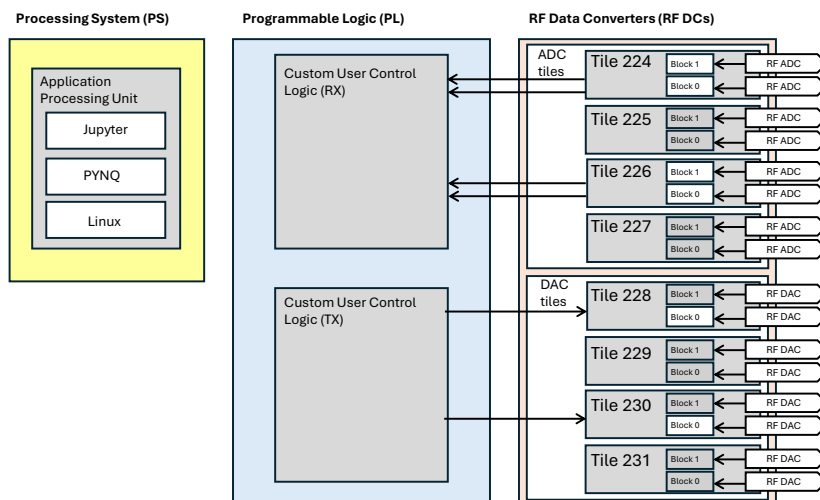 Processing System (PS)
Programmable Logic (PL)
RF Data Converters (RF DCs)
Application
Processing Unit
Jupyter
PYNQ
Linux
Custom User Control
Logic (RX)
Custom User Control
Logic (TX)
ADC
tiles
Tile 224
Block 1
RF ADC
Block 0
RF ADC
Tile 225
Block 1
RF ADC
Block 0
RF ADC
Tile 226
Block 1
RF ADC
Block 0
RF ADC
Tile 227
Block 1
RF ADC
Block 0
RF ADC
DAC
tiles
Tile 228
Block 1
RF DAC
Block 0
RF DAC
Tile 229
Block 1
RF DAC
Block 0
RF DAC
Tile 230
Block 1
RF DAC
Block 0
RF DAC
Tile 231
Block 1
RF DAC
Block 0
RF DAC